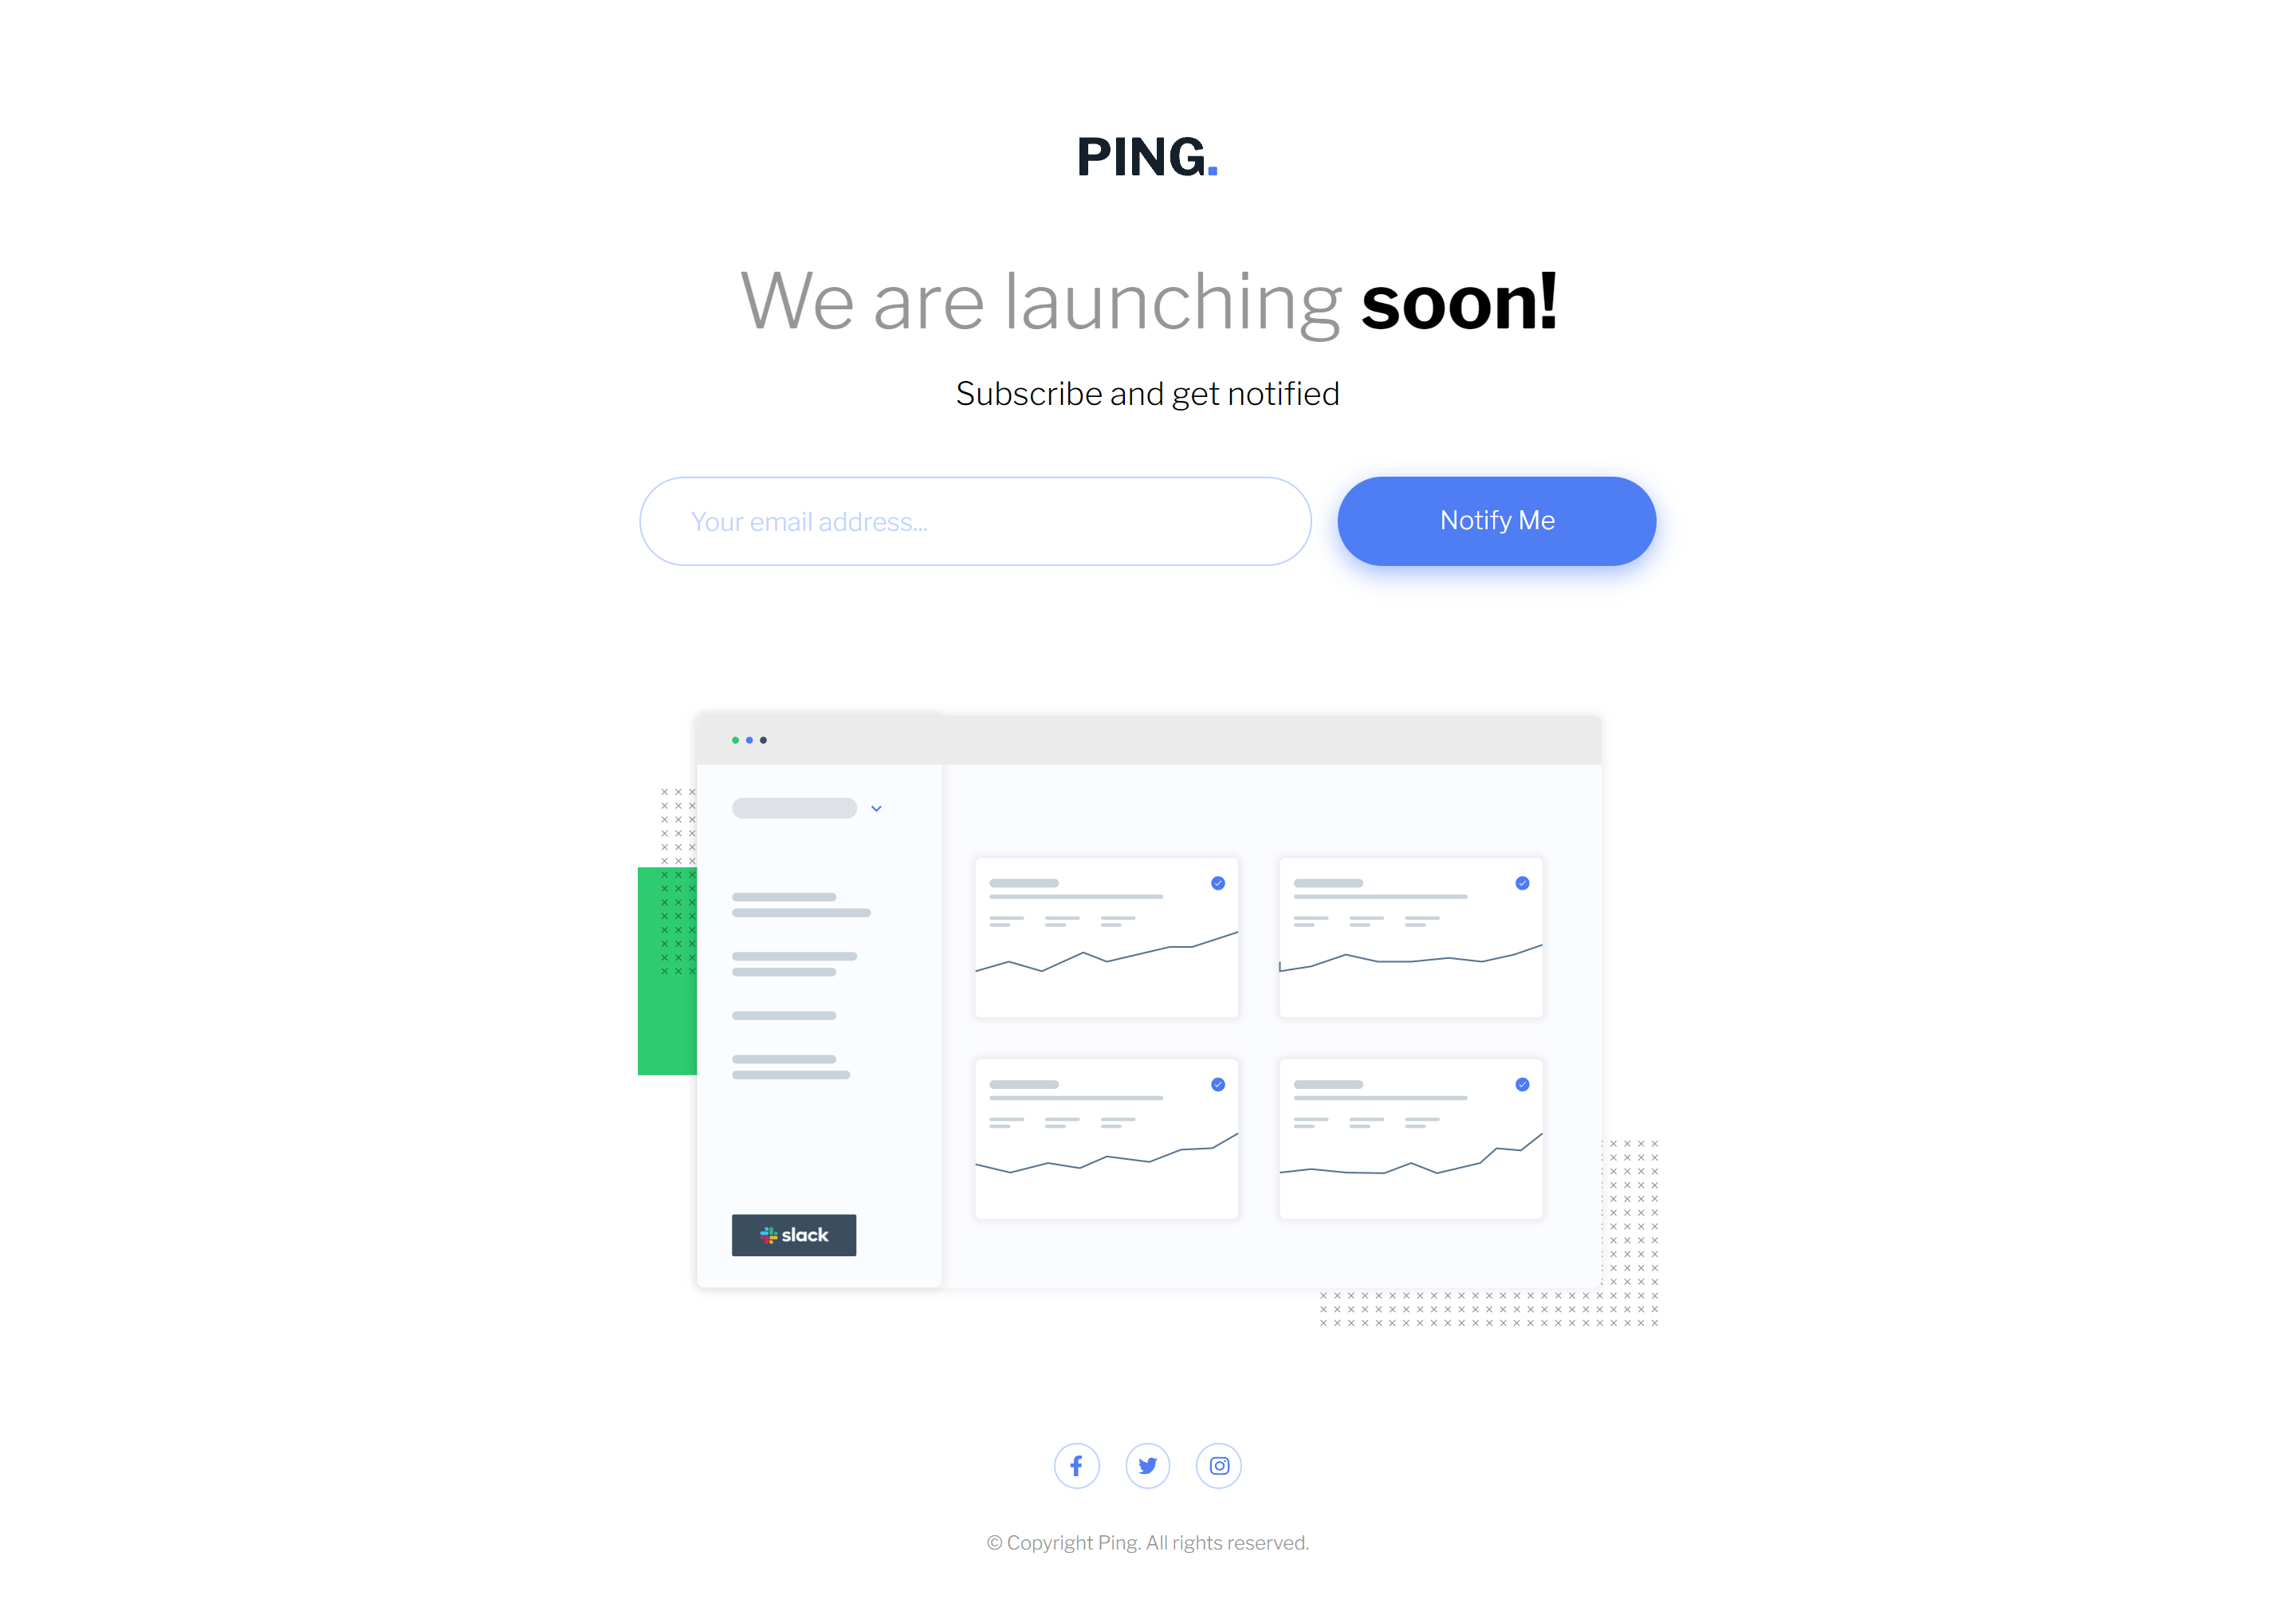 PING.
We are launching soon!
Subscribe and get notified
Your email address...
Notify Me
slack
© Copyright Ping. All rights reserved.